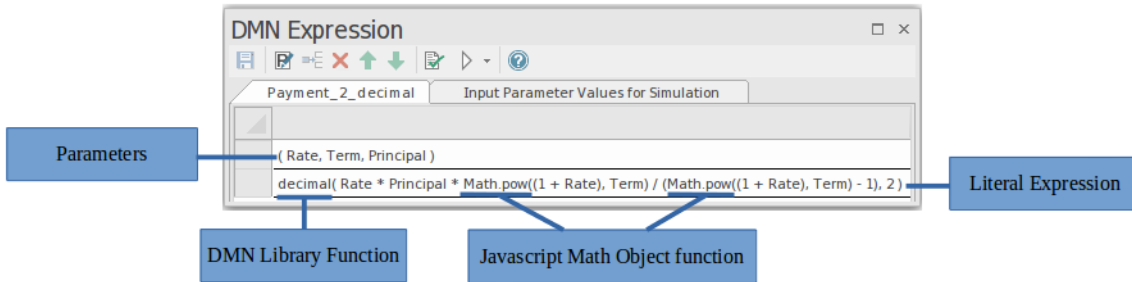 DMN Expression
Payment_2_decimal
Input Parameter Values for Simulation
Parameters
( Rate, Term, Principal )
decimal( Rate * Principal * Math.pow((1 + Rate), Term) / (Math.pow((1 + Rate), Term) - 1), 2 )
Literal Expression
DMN Library Function
Javascript Math Object function